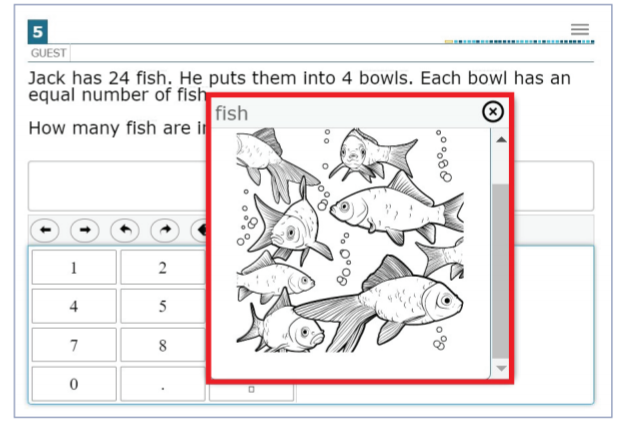 5
GUEST
Jack has 24 fish. He puts them into 4 bowls. Each bowl has an
equal number of fish
fish
How many fish are in
1 2
4 5
7 8
0 .